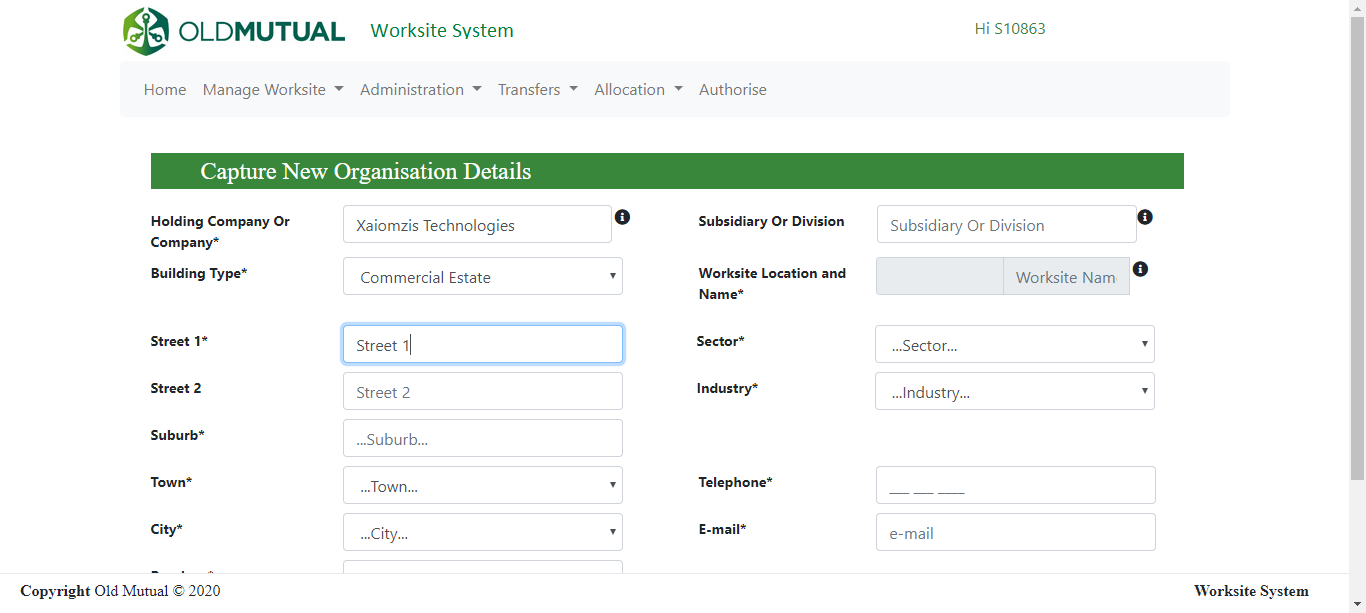 OLDMUTUAL Worksite System Hi S10863
Home Manage Worksite Administration Transfers Allocation Authorise
Capture New Organisation Details
Holding Company Or Company* Xaiomzis Technologies Subsidiary Or Division Subsidiary Or Division
Building Type* Commercial Estate Worksite Location and Name* Worksite Nam
Street 1* Street 1 Sector* ...Sector...
Street 2 Street 2 Industry* ...Industry...
Suburb* ...Suburb...
Town* ...Town... Telephone* ___ ___ ____
City* ...City... E-mail* e-mail
Copyright Old Mutual © 2020 Worksite System